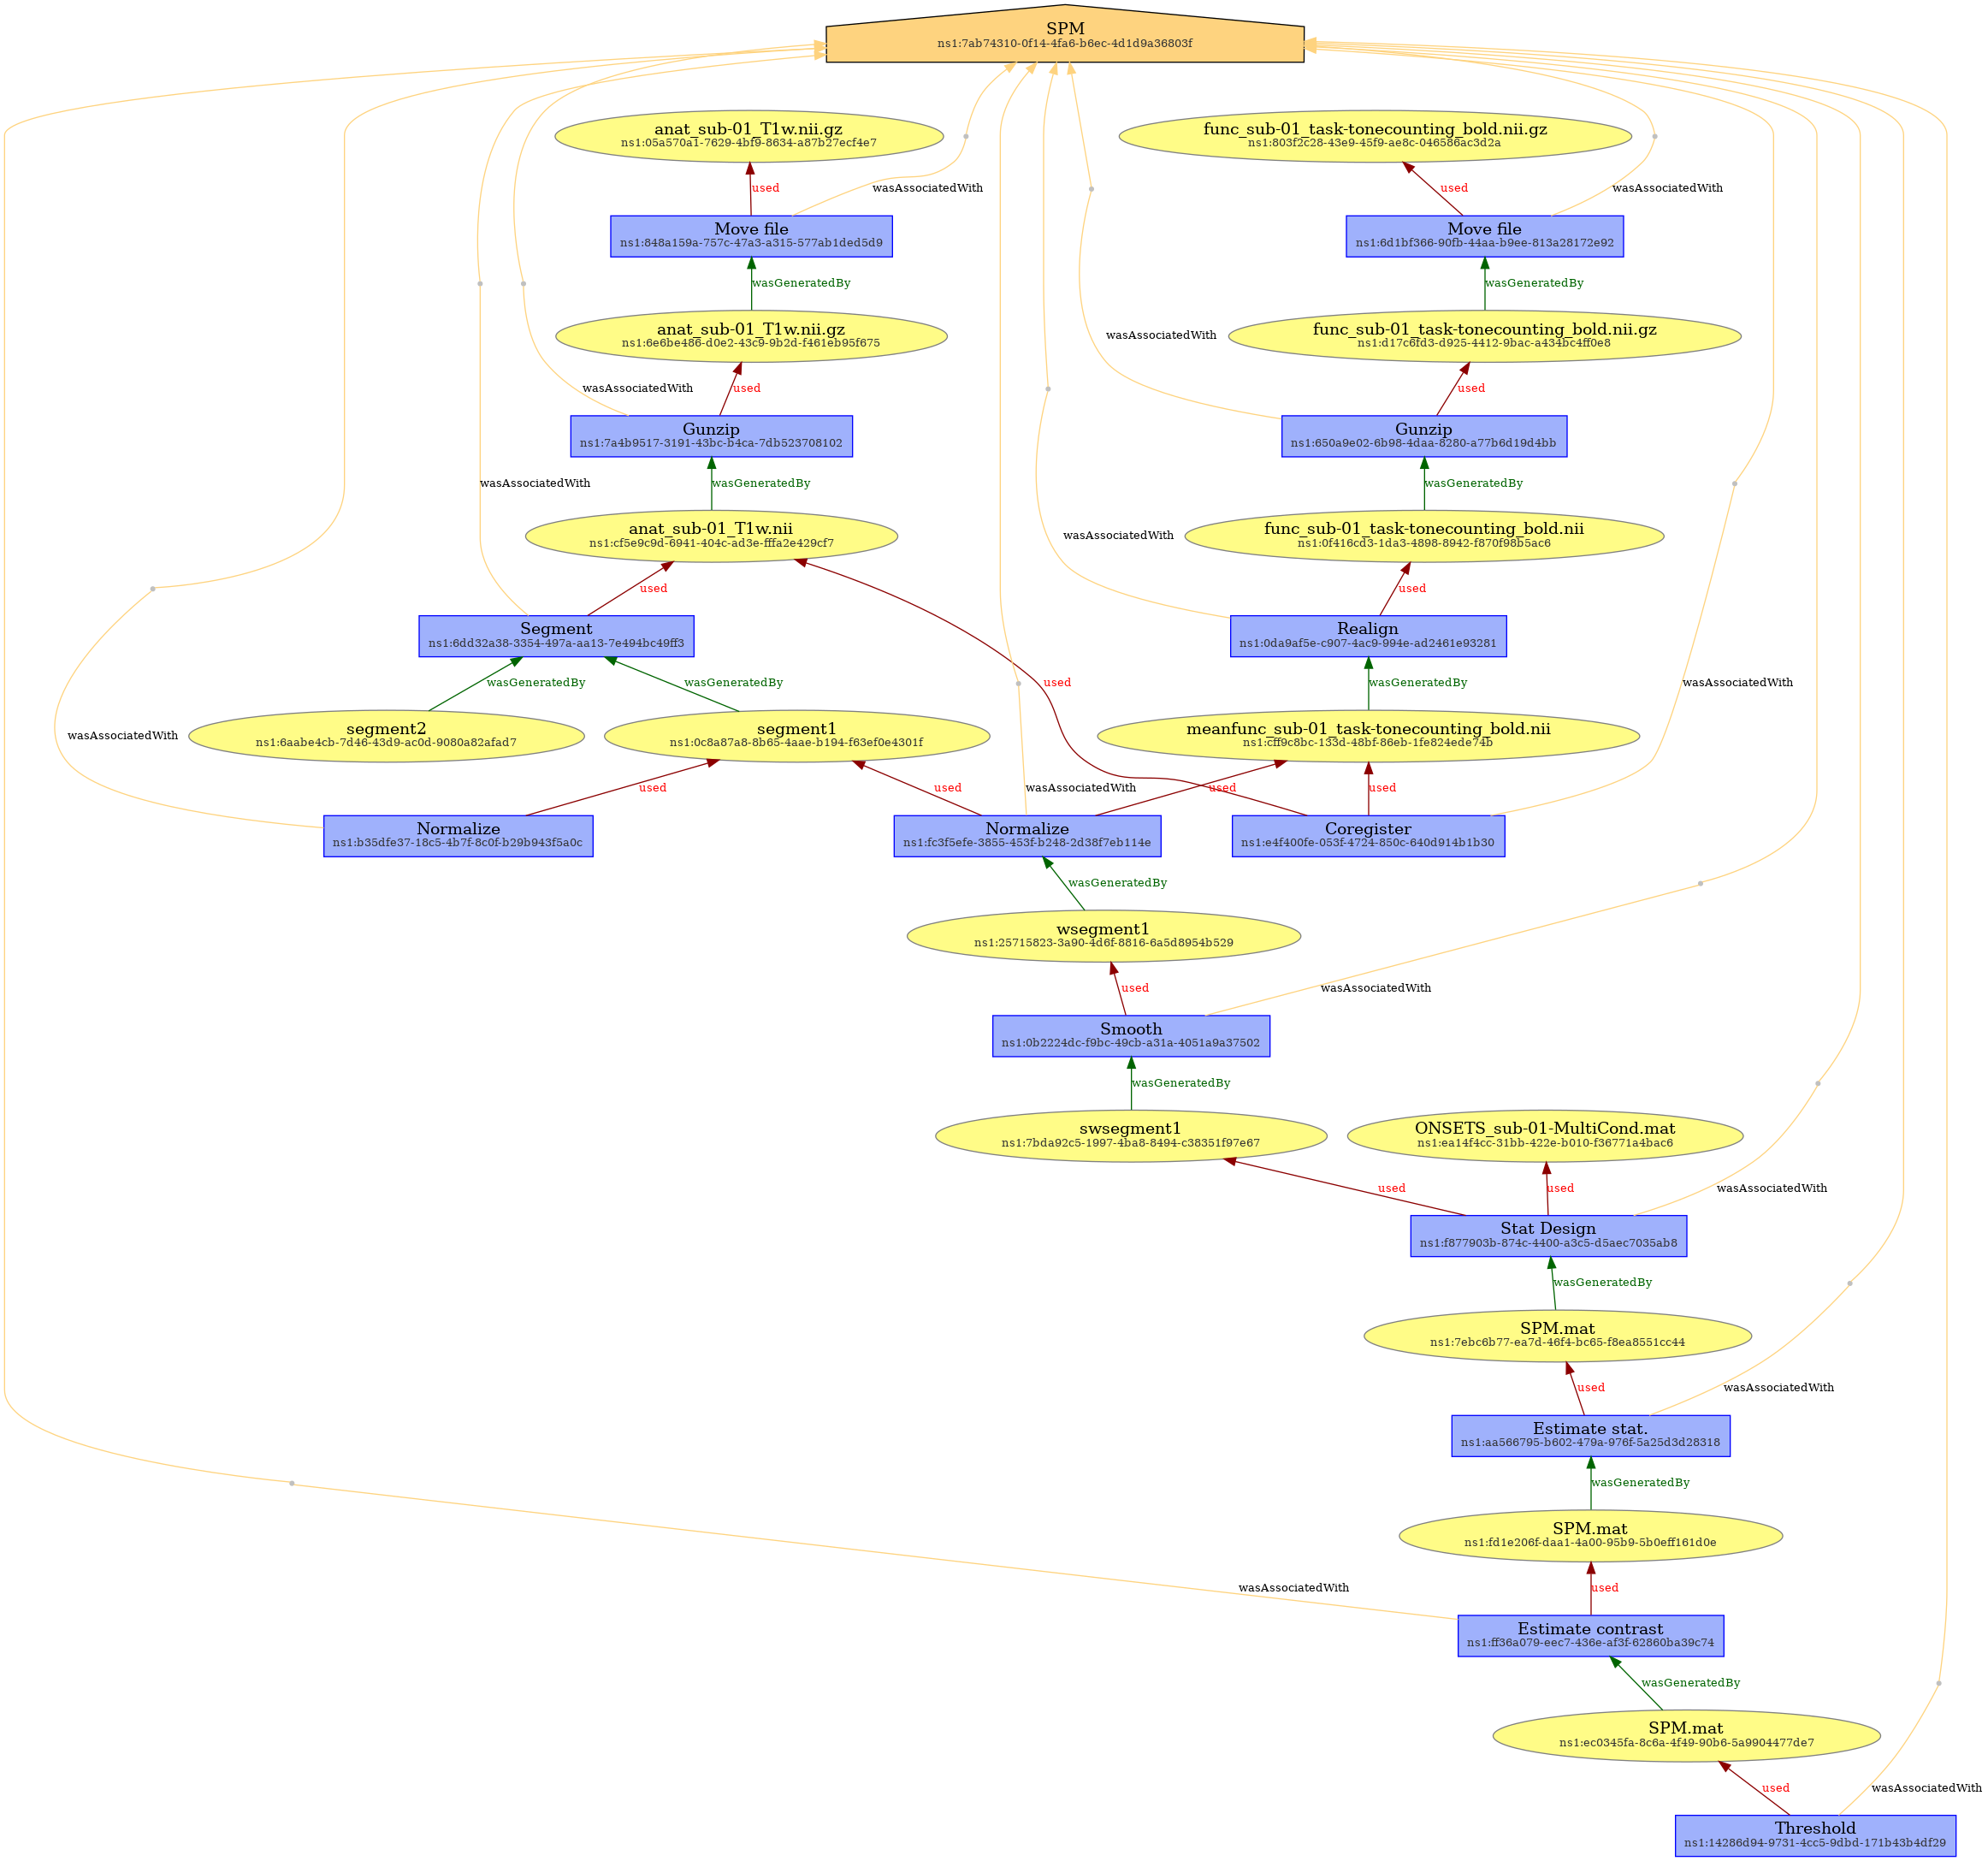 SPM
ns1:7ab74310-0f14-4fa6-b6ec-4d1d9a36803f
anat_sub-01_T1w.nii.gz
ns1:05a570a1-7629-4bf9-8634-a87b27ecf4e7
func_sub-01_task-tonecounting_bold.nii.gz
ns1:803f2c28-43e9-45f9-ae8c-046586ac3d2a
used
wasAssociatedWith
used
wasAssociatedWith
Move file
ns1:848a159a-757c-47a3-a315-577ab1ded5d9
Move file
ns1:6d1bf366-90fb-44aa-b9ee-813a28172e92
wasGeneratedBy
wasGeneratedBy
anat_sub-01_T1w.nii.gz
ns1:6e6be486-d0e2-43c9-9b2d-f461eb95f675
wasAssociatedWith
func_sub-01_task-tonecounting_bold.nii.gz
ns1:d17c6fd3-d925-4412-9bac-a434bc4ff0e8
wasAssociatedWith
used
used
Gunzip
ns1:7a4b9517-3191-43bc-b4ca-7db523708102
Gunzip
ns1:650a9e02-6b98-4daa-8280-a77b6d19d4bb
wasAssociatedWith
wasGeneratedBy
wasGeneratedBy
anat_sub-01_T1w.nii
ns1:cf5e9c9d-6941-404c-ad3e-fffa2e429cf7
wasAssociatedWith
func_sub-01_task-tonecounting_bold.nii
ns1:0f416cd3-1da3-4898-8942-f870f98b5ac6
used
used
Segment
ns1:6dd32a38-3354-497a-aa13-7e494bc49ff3
Realign
ns1:0da9af5e-c907-4ac9-994e-ad2461e93281
wasGeneratedBy
wasGeneratedBy
used
wasGeneratedBy
wasAssociatedWith
wasAssociatedWith
segment2
ns1:6aabe4cb-7d46-43d9-ac0d-9080a82afad7
segment1
ns1:0c8a87a8-8b65-4aae-b194-f63ef0e4301f
meanfunc_sub-01_task-tonecounting_bold.nii
ns1:cff9c8bc-133d-48bf-86eb-1fe824ede74b
used
used
wasAssociatedWith
used
used
Normalize
ns1:b35dfe37-18c5-4b7f-8c0f-b29b943f5a0c
Normalize
ns1:fc3f5efe-3855-453f-b248-2d38f7eb114e
Coregister
ns1:e4f400fe-053f-4724-850c-640d914b1b30
wasGeneratedBy
wsegment1
ns1:25715823-3a90-4d6f-8816-6a5d8954b529
used
wasAssociatedWith
Smooth
ns1:0b2224dc-f9bc-49cb-a31a-4051a9a37502
wasGeneratedBy
swsegment1
ns1:7bda92c5-1997-4ba8-8494-c38351f97e67
ONSETS_sub-01-MultiCond.mat
ns1:ea14f4cc-31bb-422e-b010-f36771a4bac6
used
used
wasAssociatedWith
Stat Design
ns1:f877903b-874c-4400-a3c5-d5aec7035ab8
wasGeneratedBy
SPM.mat
ns1:7ebc6b77-ea7d-46f4-bc65-f8ea8551cc44
used
wasAssociatedWith
Estimate stat.
ns1:aa566795-b602-479a-976f-5a25d3d28318
wasGeneratedBy
SPM.mat
ns1:fd1e206f-daa1-4a00-95b9-5b0eff161d0e
wasAssociatedWith
used
Estimate contrast
ns1:ff36a079-eec7-436e-af3f-62860ba39c74
wasGeneratedBy
SPM.mat
ns1:ec0345fa-8c6a-4f49-90b6-5a9904477de7
used
wasAssociatedWith
Threshold
ns1:14286d94-9731-4cc5-9dbd-171b43b4df29